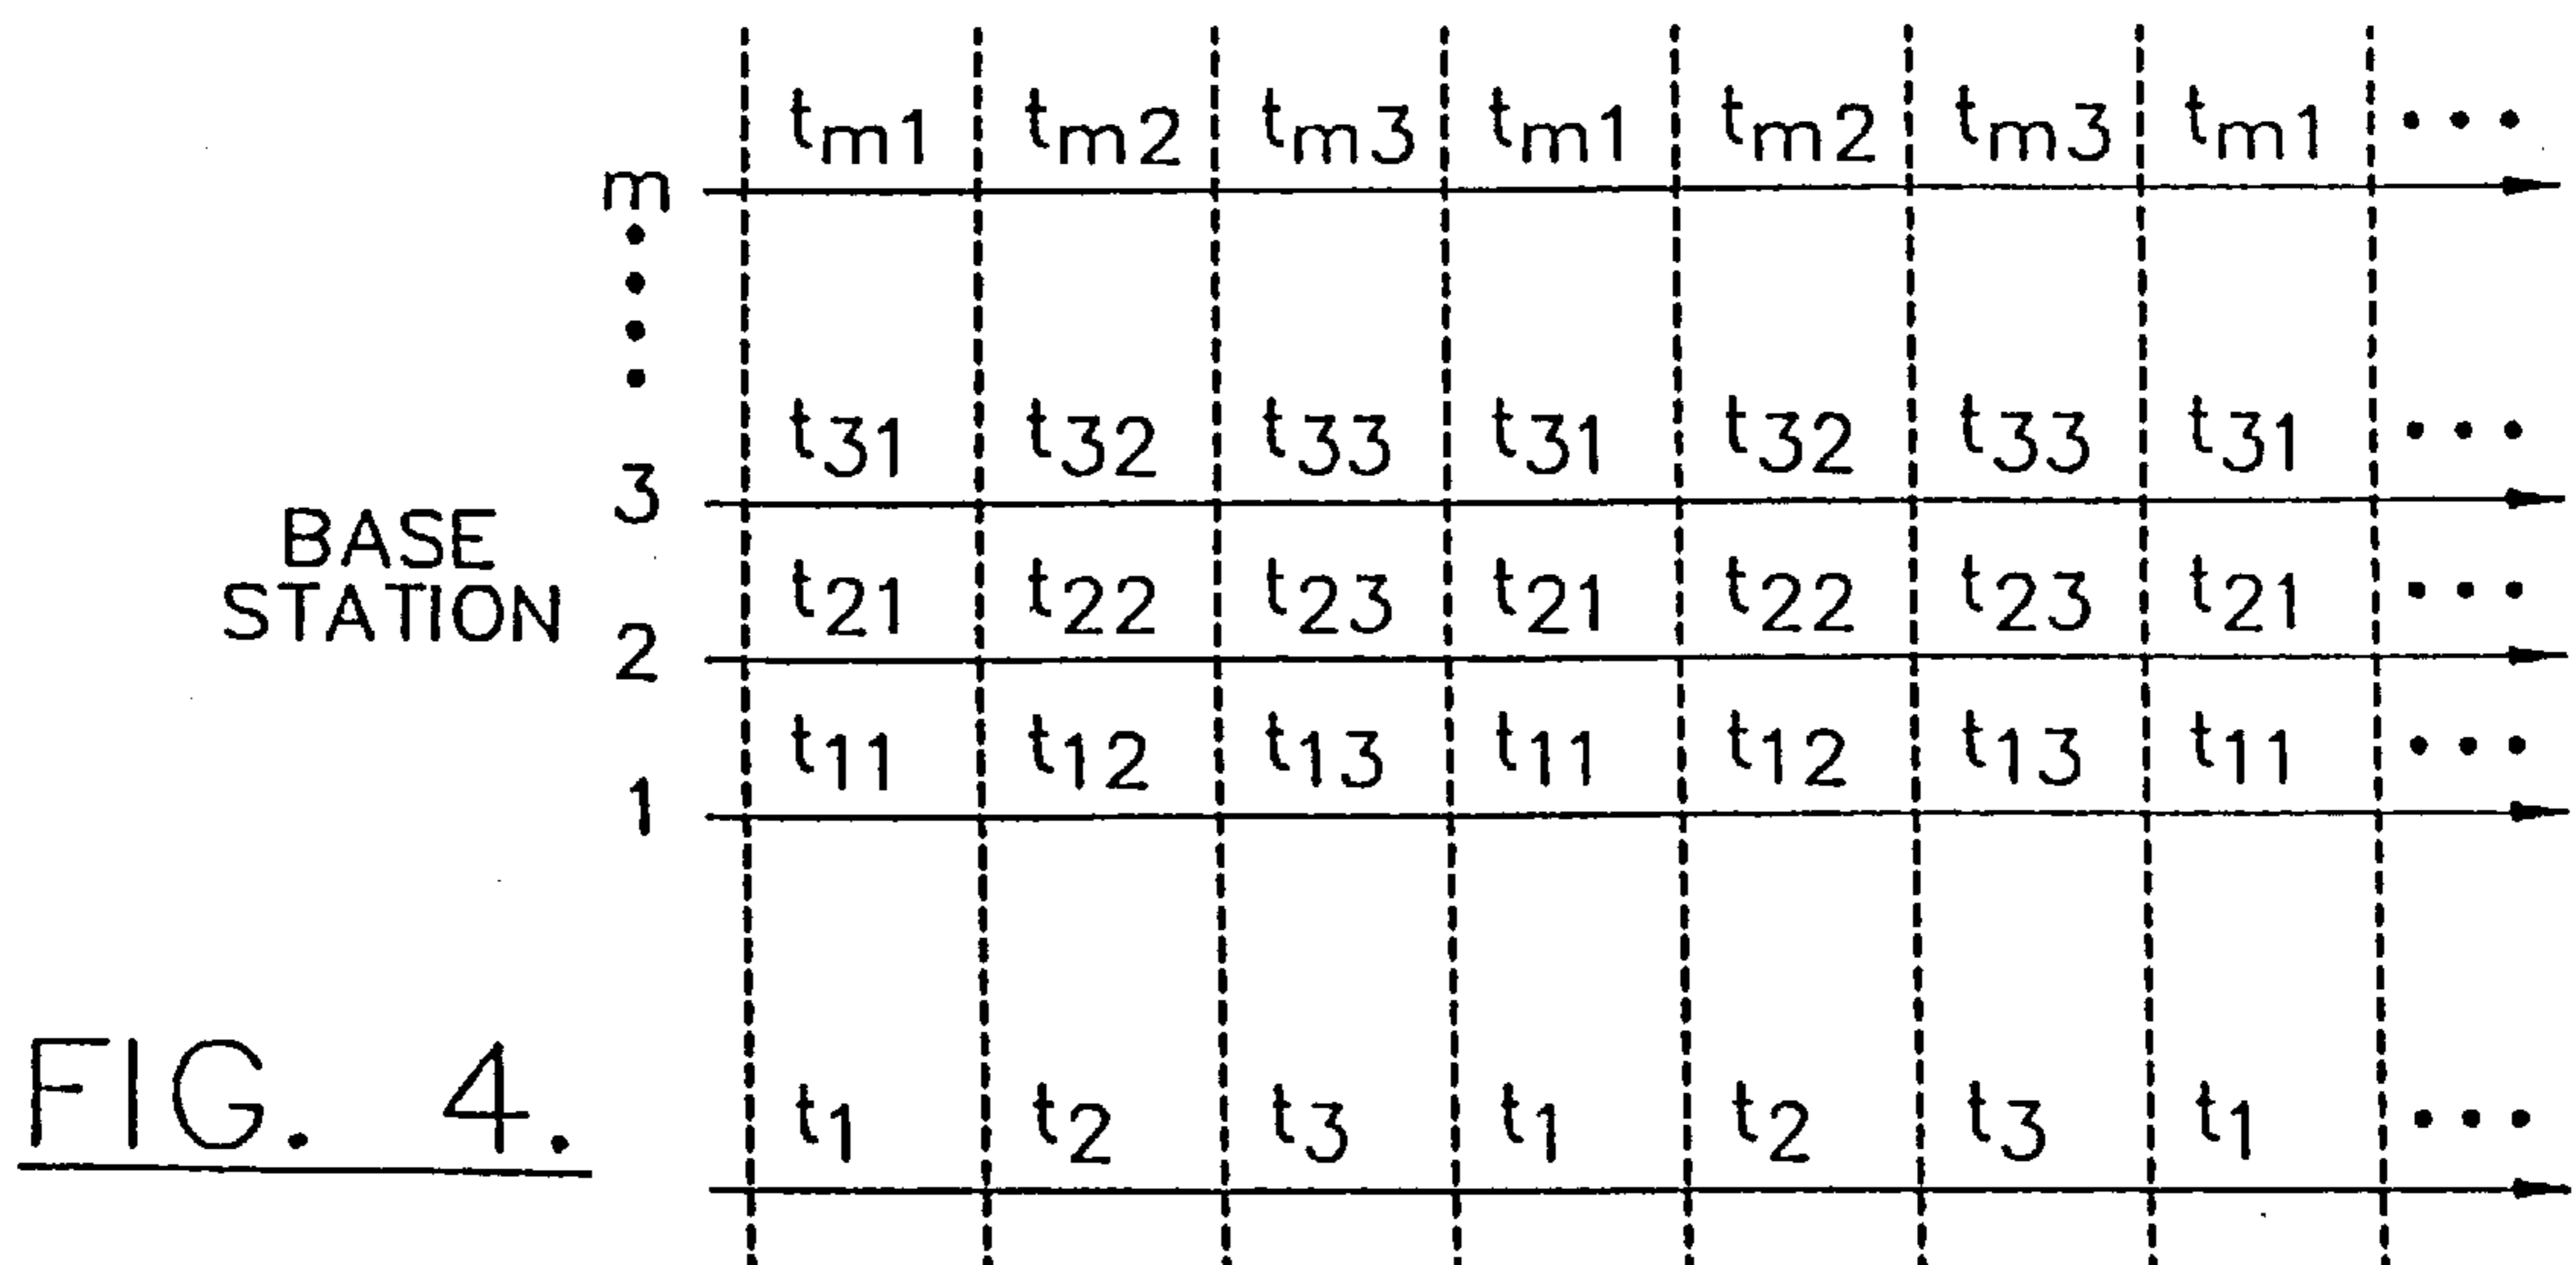 t_m1 t_m2 t_m3 t_m1 t_m2 t_m3 t_m1 •••
m
t_31 t_32 t_33 t_31 t_32 t_33 t_31 •••
3
BASE
STATION
t_21 t_22 t_23 t_21 t_22 t_23 t_21 •••
2
t_11 t_12 t_13 t_11 t_12 t_13 t_11 •••
1
t_1 t_2 t_3 t_1 t_2 t_3 t_1 •••
FIG. 4.